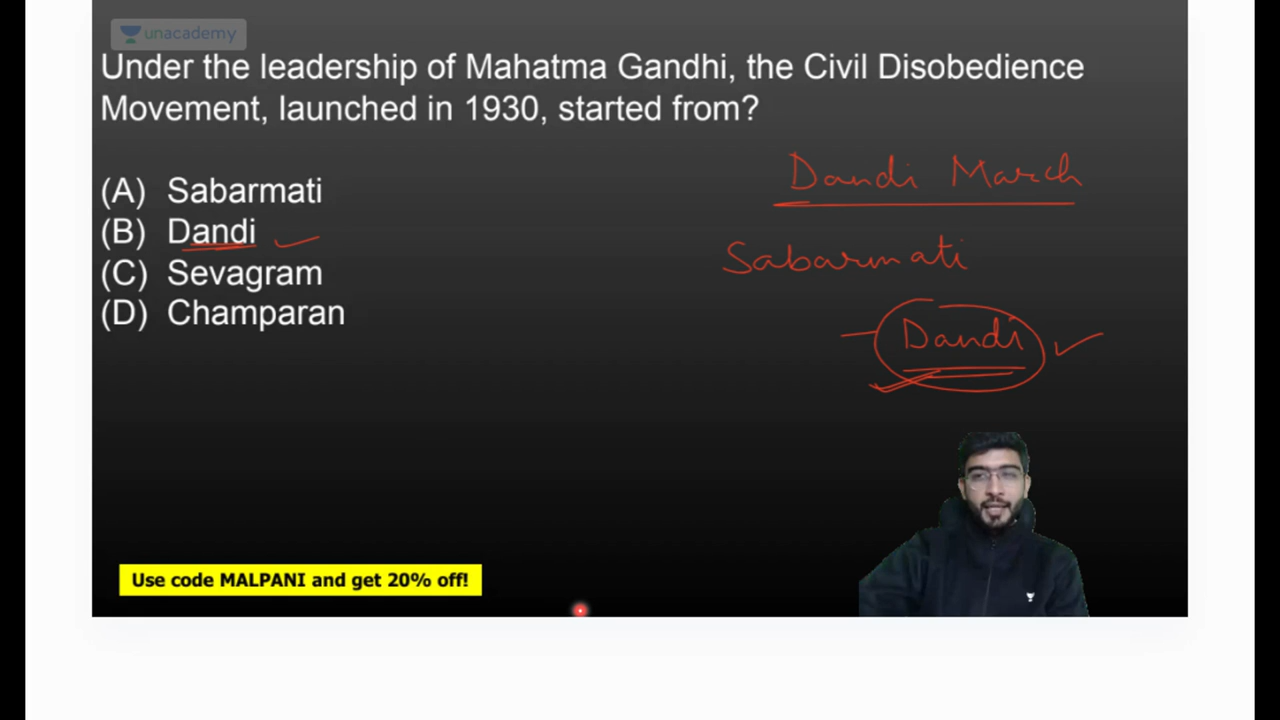 unacademy
Under the leadership of Mahatma Gandhi, the Civil Disobedience
Movement, launched in 1930, started from?
(A) Sabarmati
(B) Dandi
(C) Sevagram
(D) Champaran
Dandi March
Sabarmati
Dandi
Use code MALPANI and get 20% off!